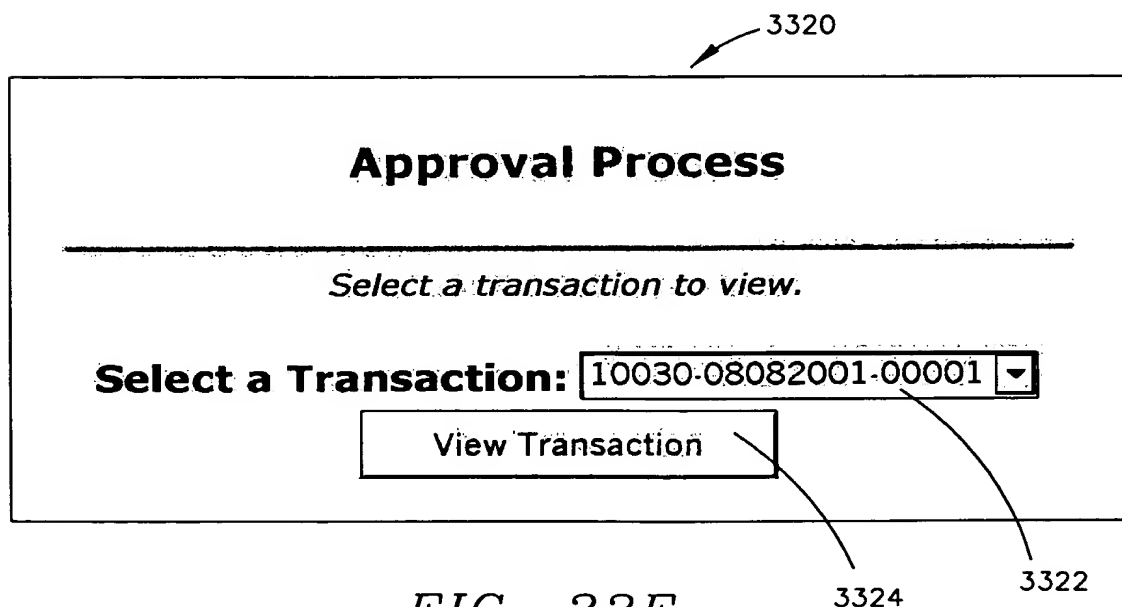 3320
Approval Process
Select a transaction to view.
Select a Transaction: 10030-08082001-00001
View Transaction
3324
3322